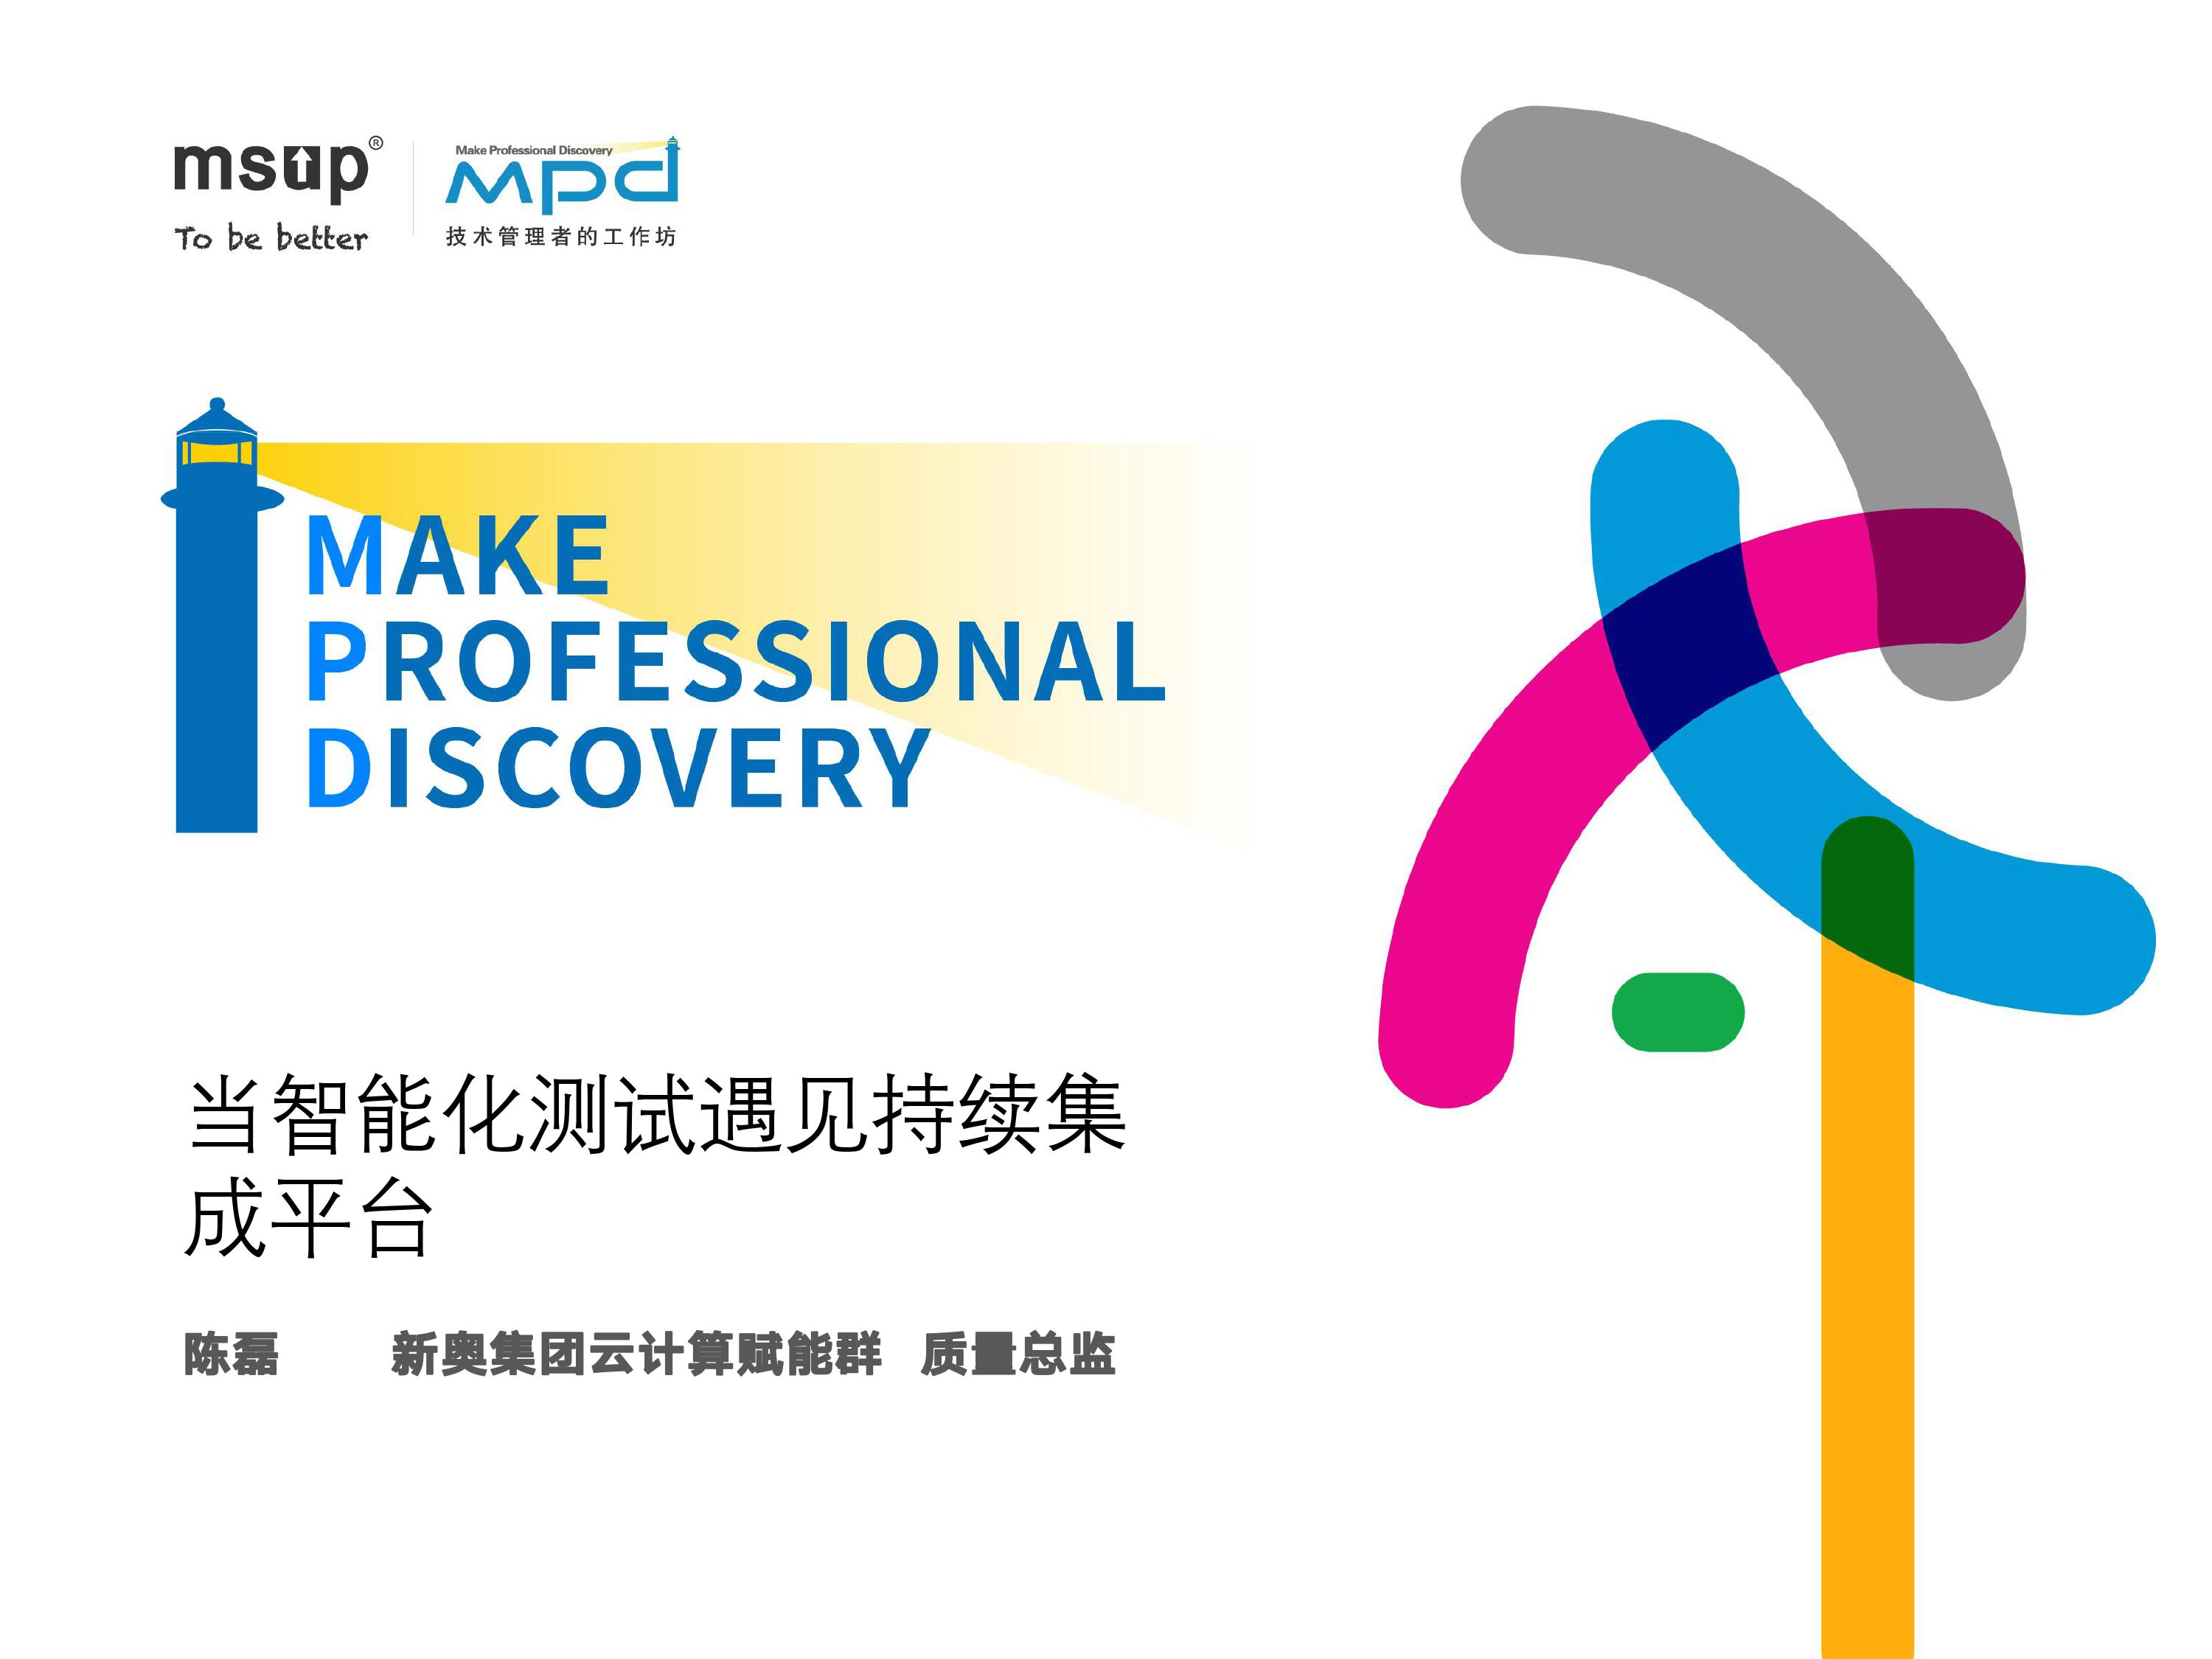 msup®
To be better
Make Professional Discovery
mpd
技术管理者的工作坊
MAKE
PROFESSIONAL
DISCOVERY
当智能化测试遇见持续集
成平台
陈磊 新奥集团云计算赋能群 质量总监